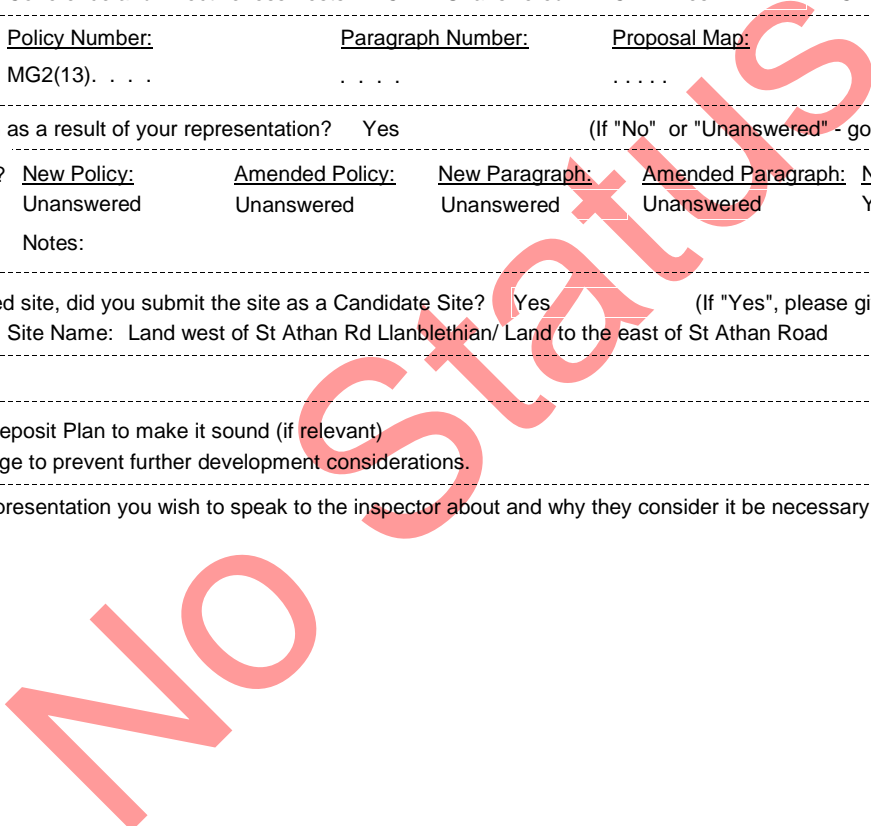 Policy Number: Paragraph Number: Proposal Map:
MG2(13). . . . . . . . . . . . .
as a result of your representation? Yes (If "No" or "Unanswered" - go
? New Policy: Amended Policy: New Paragraph: Amended Paragraph: N
Unanswered Unanswered Unanswered Unanswered Y
Notes:
ed site, did you submit the site as a Candidate Site? Yes (If "Yes", please gi
Site Name: Land west of St Athan Rd Llanblethian/ Land to the east of St Athan Road
eposit Plan to make it sound (if relevant)
ge to prevent further development considerations.
presentation you wish to speak to the inspector about and why they consider it be necessary
No Status